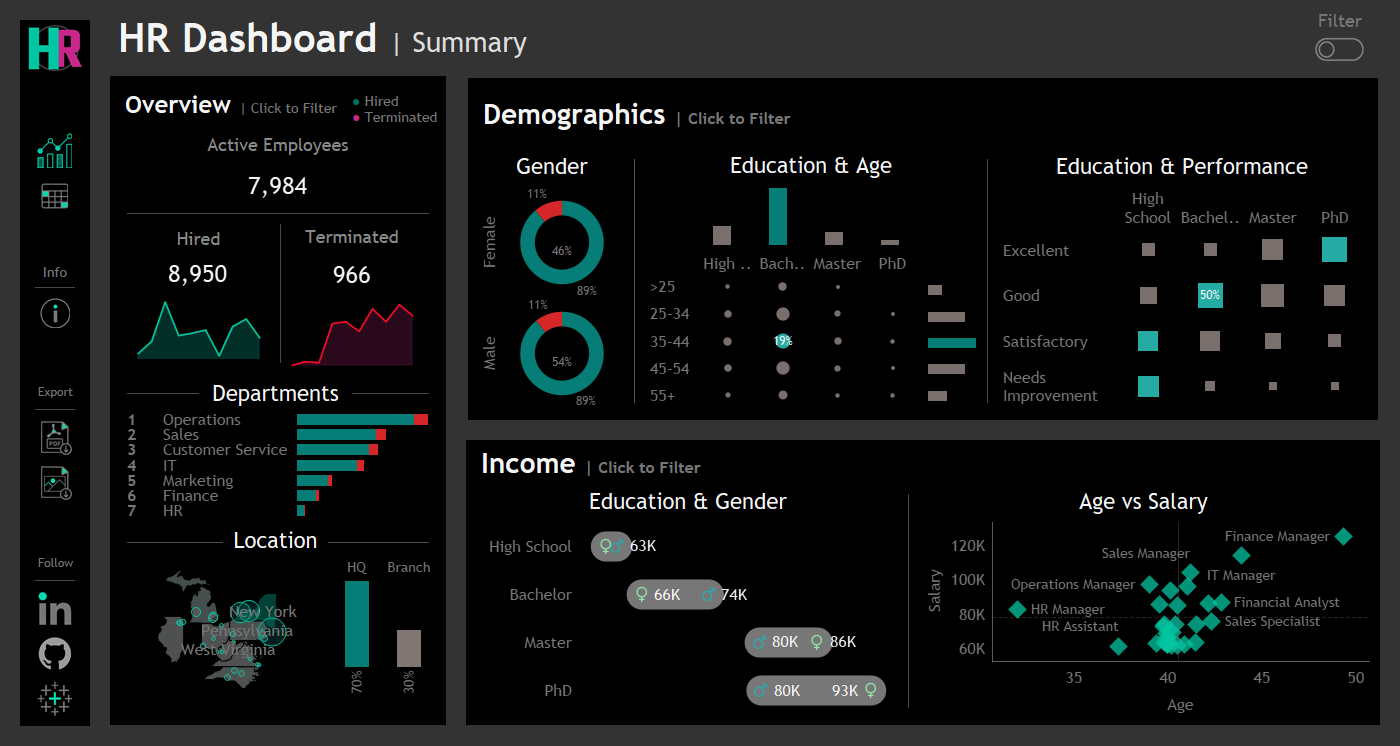 HR
HR Dashboard | Summary
Filter
Info
Export
PDF
Follow
in
Overview | Click to Filter
Hired
Terminated
Active Employees
7,984
Hired
8,950
Terminated
966
Departments
1 Operations
2 Sales
3 Customer Service
4 IT
5 Marketing
6 Finance
7 HR
Location
HQ Branch
New York
Pennsylvania
West Virginia
70% 30%
Demographics | Click to Filter
Gender
Female
11%
46%
89%
Male
11%
54%
89%
Education & Age
High .. Bach.. Master PhD
>25
25-34
35-44 19%
45-54
55+
Education & Performance
High
School Bachel.. Master PhD
Excellent
Good 50%
Satisfactory
Needs
Improvement
Income | Click to Filter
Education & Gender
High School 63K
Bachelor 66K 74K
Master 80K 86K
PhD 80K 93K
Age vs Salary
Salary
120K
100K
80K
60K
Finance Manager
Sales Manager
IT Manager
Operations Manager
Financial Analyst
HR Manager
Sales Specialist
HR Assistant
35 40 45 50
Age